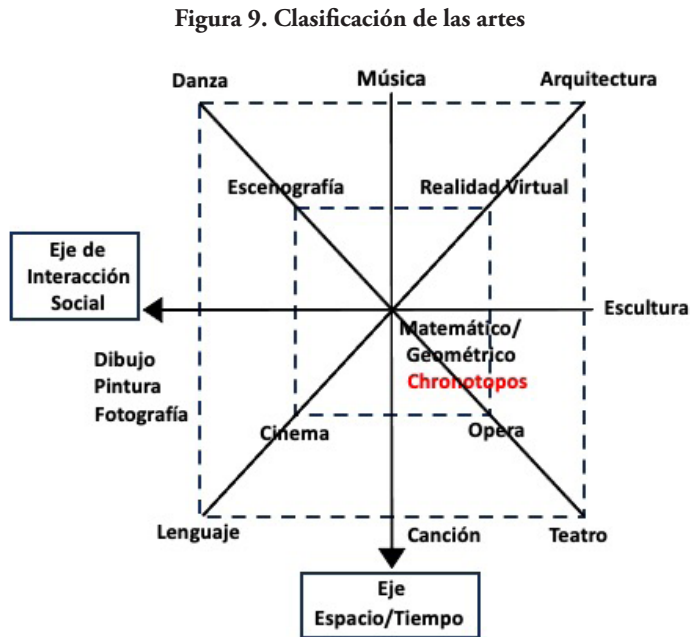 Figura 9. Clasificación de las artes
Danza
Música
Arquitectura
Escenografía
Realidad Virtual
Eje de
Interacción
Social
Escultura
Matemático/
Geométrico
Chronotopos
Dibujo
Pintura
Fotografía
Cinema
Opera
Lenguaje
Canción
Teatro
Eje
Espacio/Tiempo